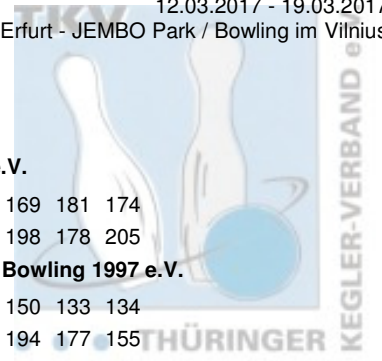 TKV
12.03.2017 - 19.03.2017
Erfurt - JEMBO Park / Bowling im Vilnius
e.V.
169 181 174
198 178 205
Bowling 1997 e.V.
150 133 134
194 177 155
THÜRINGER
KEGLER-VERBAND e.V.